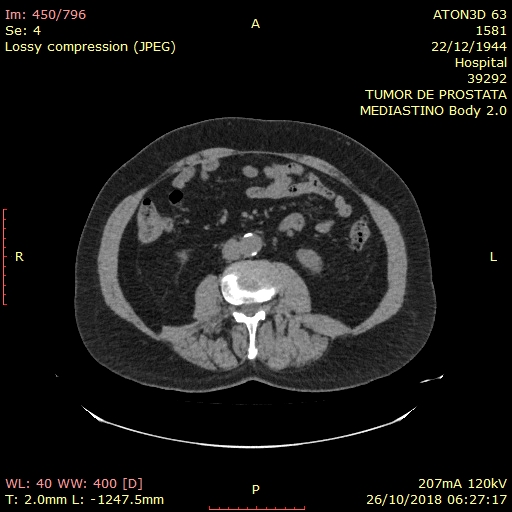 Im: 450/796
Se: 4
Lossy compression (JPEG)
A
ATON3D 63
1581
22/12/1944
Hospital
39292
TUMOR DE PROSTATA
MEDIASTINO Body 2.0
R
L
WL: 40 WW: 400 [D]
T: 2.0mm L: -1247.5mm
P
207mA 120kV
26/10/2018 06:27:17